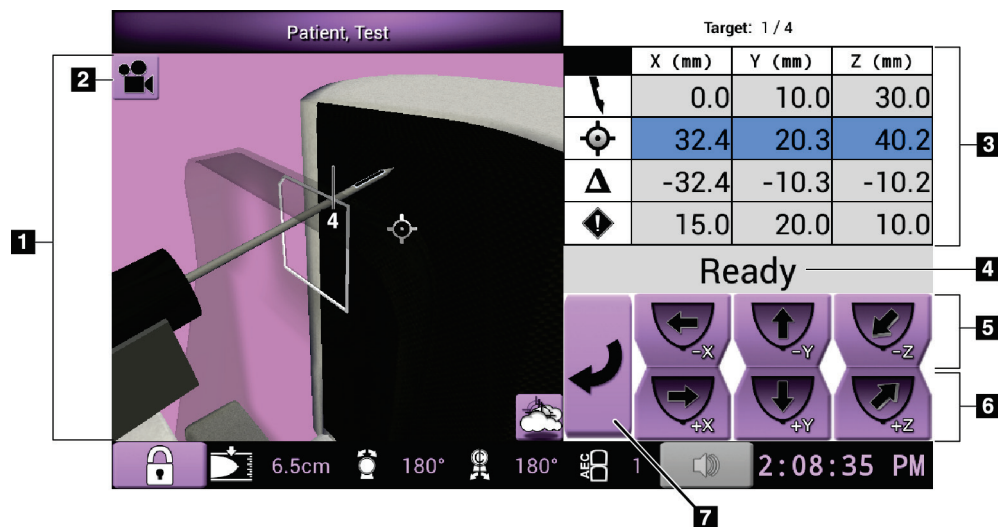 Patient, Test
Target: 1 / 4
X (mm) Y (mm) Z (mm)
0.0 10.0 30.0
32.4 20.3 40.2
Δ -32.4 -10.3 -10.2
! 15.0 20.0 10.0
Ready
4
-X -Y -Z
+X +Y +Z
6.5cm 180° C 180° AEC 1 2:08:35 PM
1
2
3
4
5
6
7